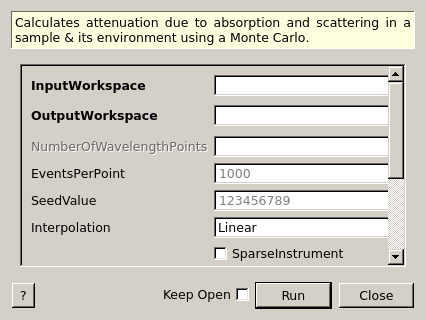 Calculates attenuation due to absorption and scattering in a
sample & its environment using a Monte Carlo.
InputWorkspace
OutputWorkspace
NumberOfWavelengthPoints
EventsPerPoint 1000
SeedValue 123456789
Interpolation Linear
SparseInstrument
? Keep Open Run Close